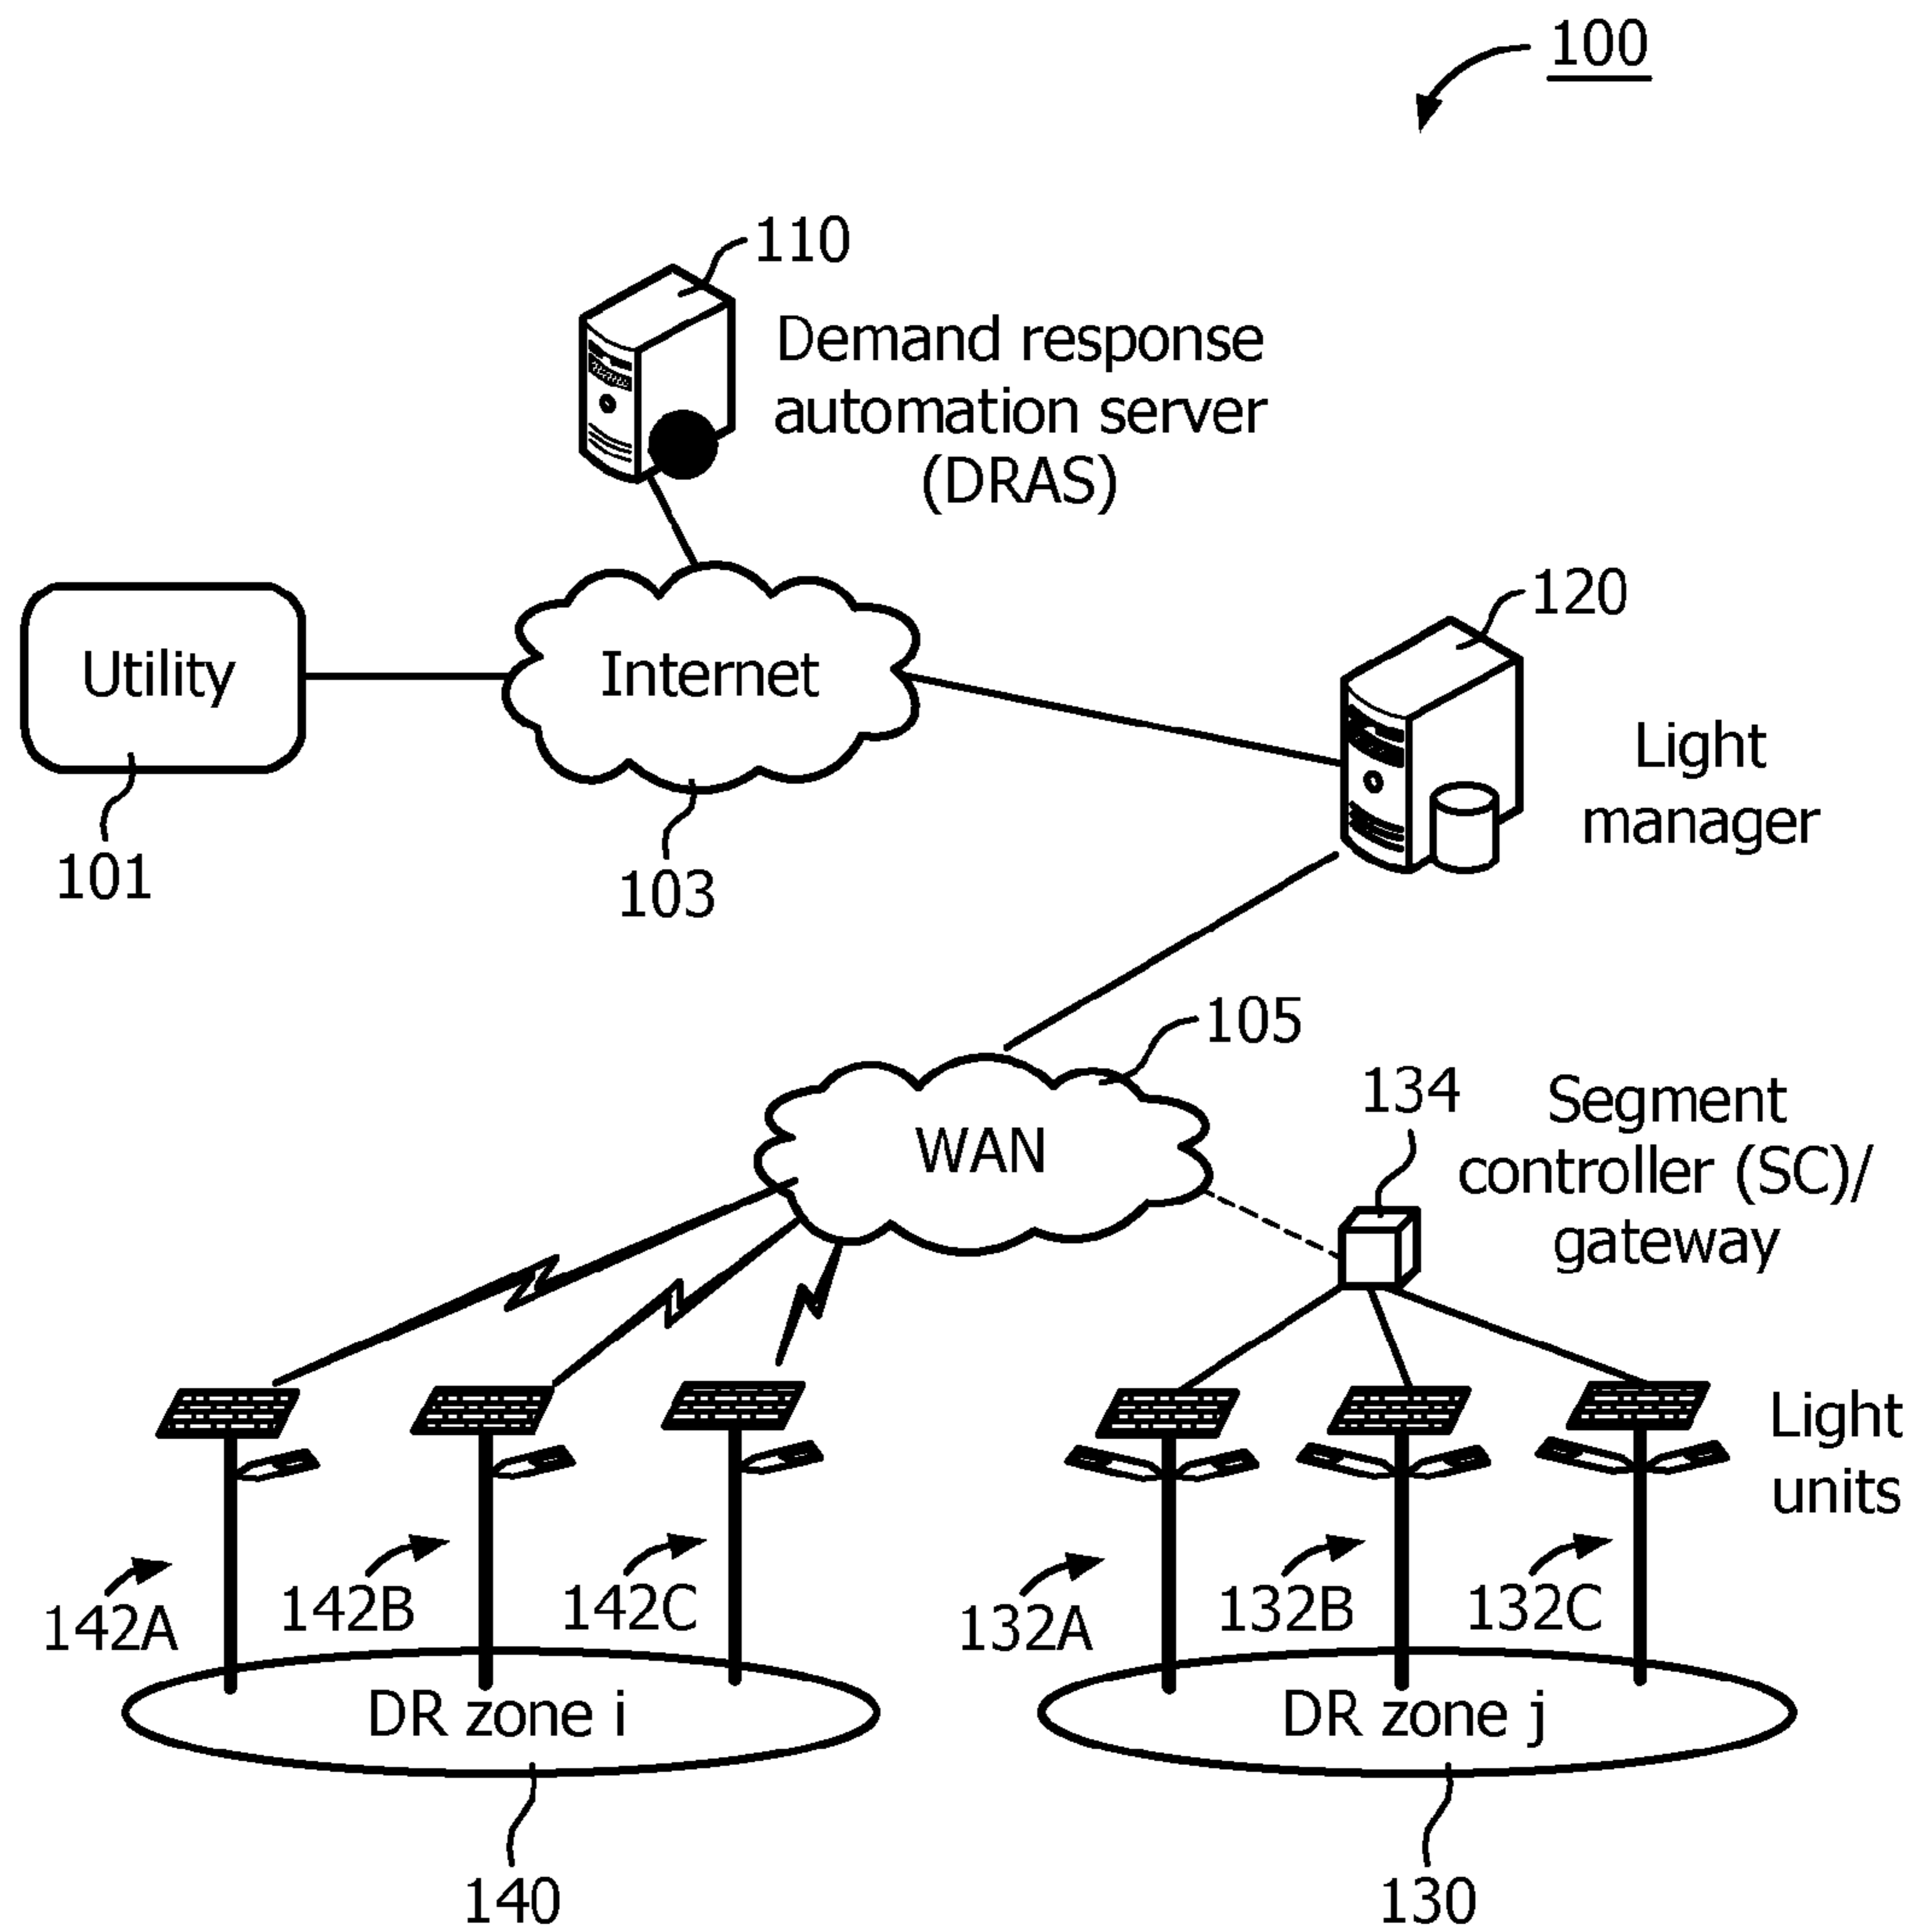 100
110
Demand response
automation server
(DRAS)
120
Utility
Internet
Light
manager
101
103
105
134
Segment
controller (SC)/
gateway
WAN
Light
units
142A
142B
142C
132A
132B
132C
DR zone i
DR zone j
140
130